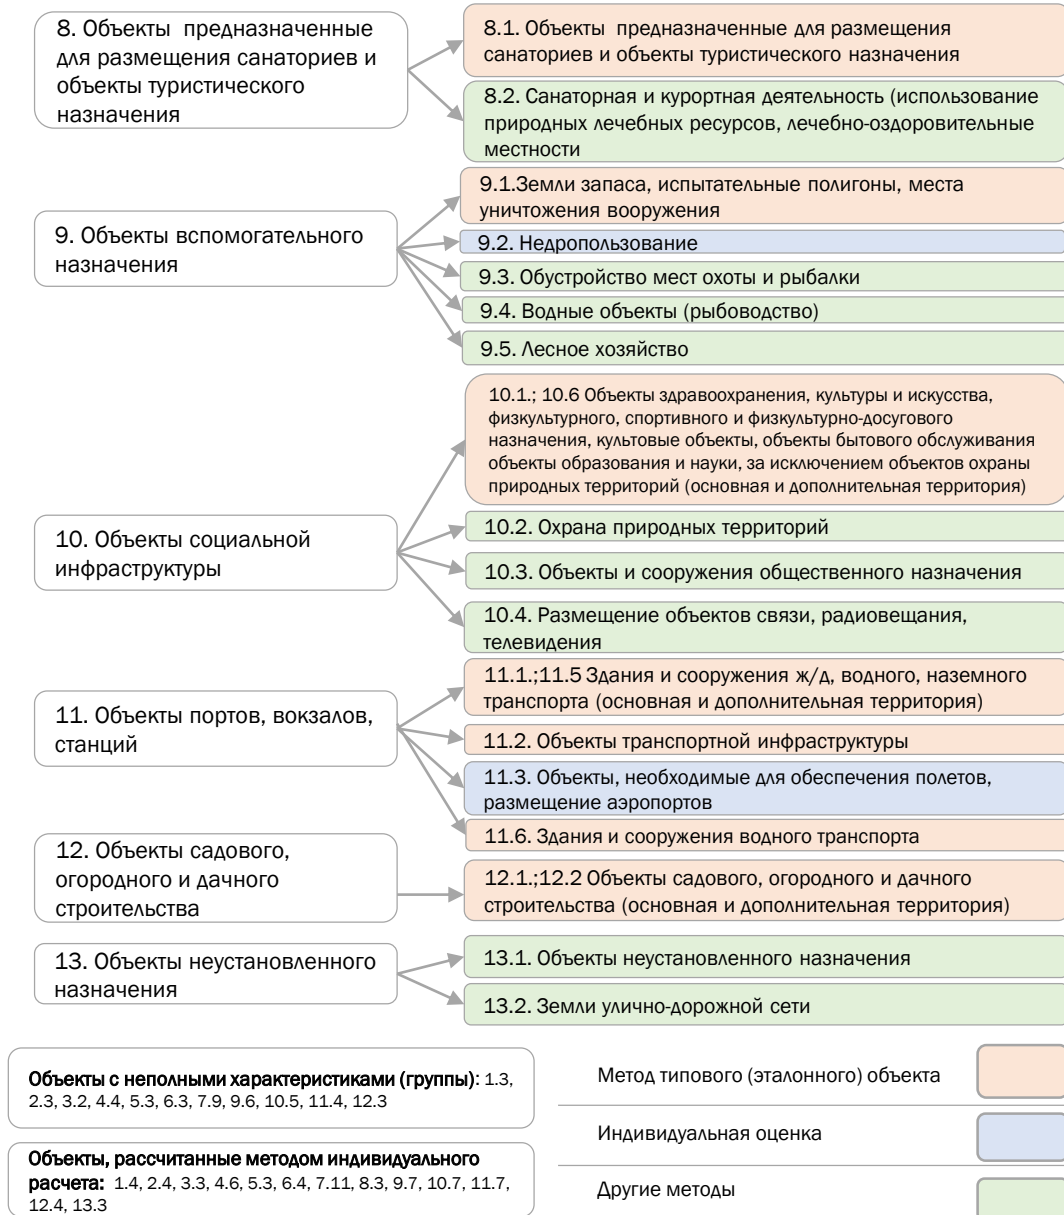 8. Объекты предназначенные
для размещения санаториев и
объекты туристического
назначения
8.1. Объекты предназначенные для размещения
санаториев и объекты туристического назначения
8.2. Санаторная и курортная деятельность (использование
природных лечебных ресурсов, лечебно-оздоровительные
местности
9. Объекты вспомогательного
назначения
9.1.Земли запаса, испытательные полигоны, места
уничтожения вооружения
9.2. Недропользование
9.3. Обустройство мест охоты и рыбалки
9.4. Водные объекты (рыбоводство)
9.5. Лесное хозяйство
10. Объекты социальной
инфраструктуры
10.1.; 10.6 Объекты здравоохранения, культуры и искусства,
физкультурного, спортивного и физкультурно-досугового
назначения, культовые объекты, объекты бытового обслуживания
объекты образования и науки, за исключением объектов охраны
природных территорий (основная и дополнительная территория)
10.2. Охрана природных территорий
10.3. Объекты и сооружения общественного назначения
10.4. Размещение объектов связи, радиовещания,
телевидения
11. Объекты портов, вокзалов,
станций
11.1.;11.5 Здания и сооружения ж/д, водного, наземного
транспорта (основная и дополнительная территория)
11.2. Объекты транспортной инфраструктуры
11.3. Объекты, необходимые для обеспечения полетов,
размещение аэропортов
11.6. Здания и сооружения водного транспорта
12. Объекты садового,
огородного и дачного
строительства
12.1.;12.2 Объекты садового, огородного и дачного
строительства (основная и дополнительная территория)
13. Объекты неустановленного
назначения
13.1. Объекты неустановленного назначения
13.2. Земли улично-дорожной сети
Объекты с неполными характеристиками (группы): 1.3,
2.3, 3.2, 4.4, 5.3, 6.3, 7.9, 9.6, 10.5, 11.4, 12.3
Объекты, рассчитанные методом индивидуального
расчета: 1.4, 2.4, 3.3, 4.6, 5.3, 6.4, 7.11, 8.3, 9.7, 10.7, 11.7,
12.4, 13.3
Метод типового (эталонного) объекта
Индивидуальная оценка
Другие методы